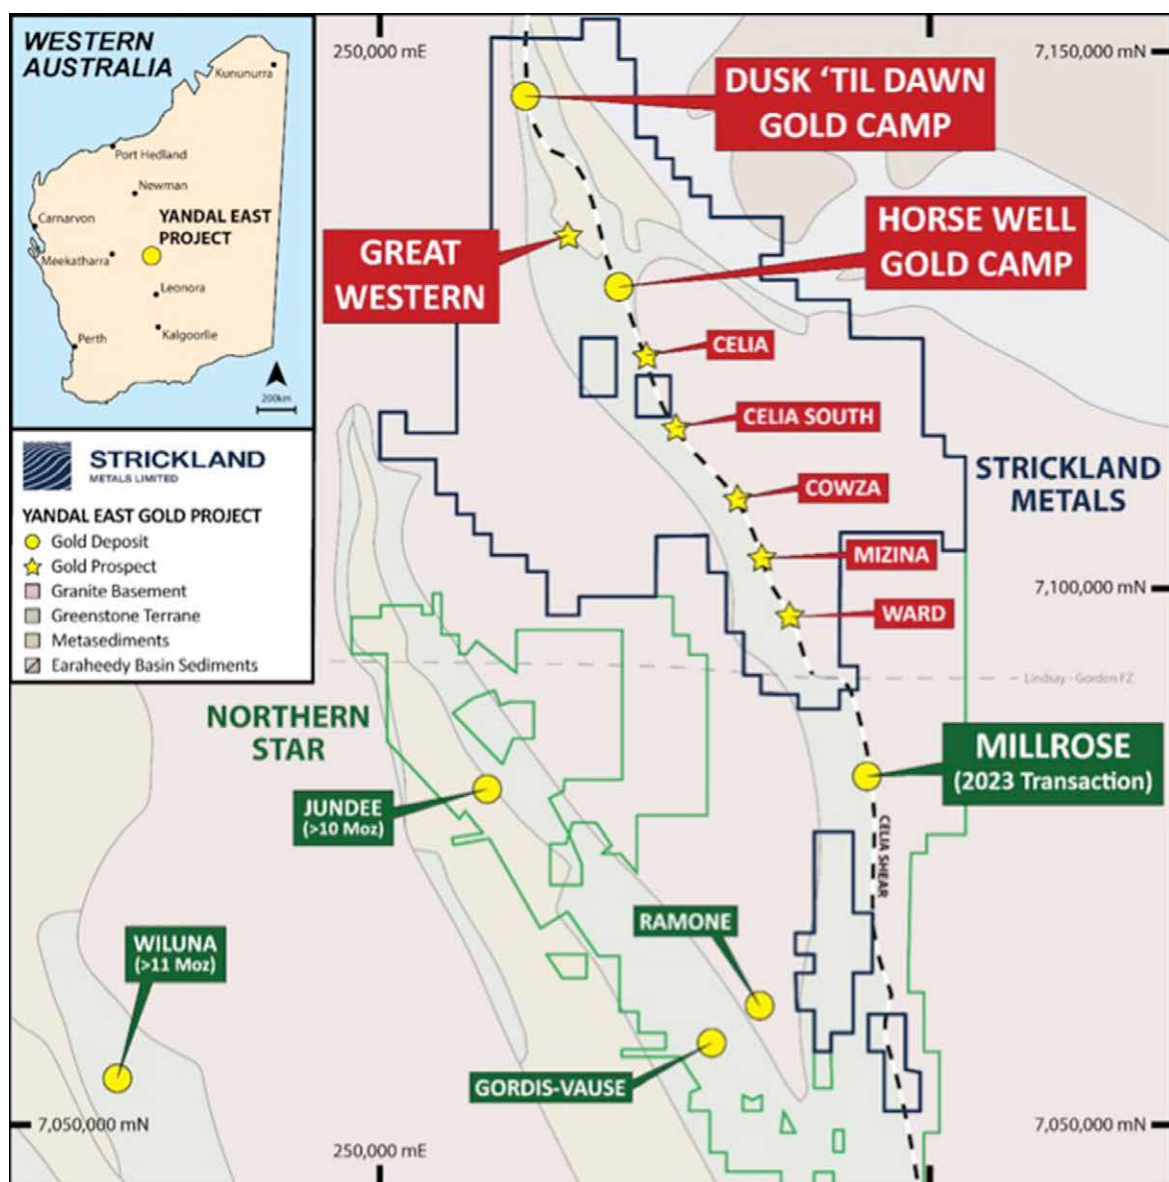 WESTERN
AUSTRALIA
Kununurra
Port Hedland
Newman
Carnarvon
YANDAL EAST
PROJECT
Meekatharra
Leonora
Perth
Kalgoorlle
200km
STRICKLAND
METALS LIMITED
YANDAL EAST GOLD PROJECT
Gold Deposit
Gold Prospect
Granite Basement
Greenstone Terrane
Metasediments
Earaheedy Basin Sediments
250,000 mE
7,150,000 mN
DUSK ‘TIL DAWN
GOLD CAMP
HORSE WELL
GOLD CAMP
GREAT
WESTERN
CELIA
CELIA SOUTH
STRICKLAND
METALS
COWZA
MIZINA
7,100,000 mN
WARD
Lindsay - Gordon FZ
NORTHERN
STAR
MILLROSE
(2023 Transaction)
JUNDEE
(>10 Moz)
CELIA SHEAR
RAMONE
WILUNA
(>11 Moz)
GORDIS-VAUSE
7,050,000 mN
7,050,000 mN
250,000 mE